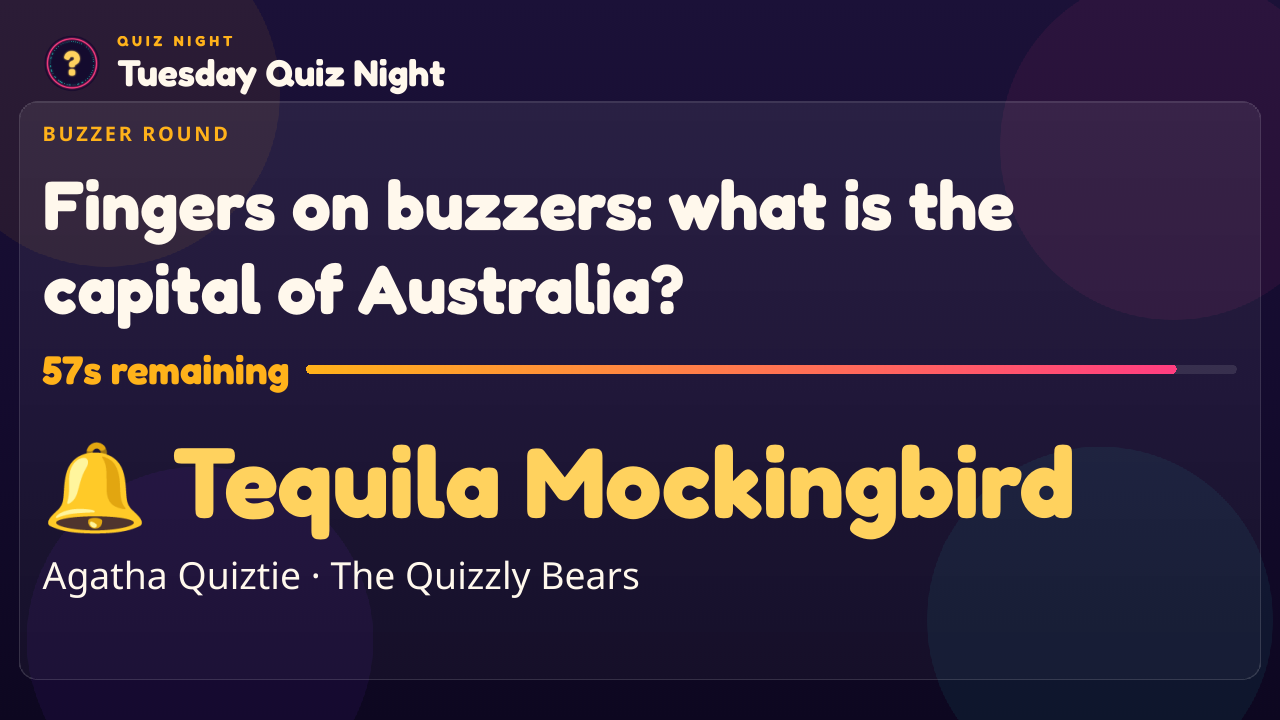 ?
QUIZ NIGHT
Tuesday Quiz Night
BUZZER ROUND
Fingers on buzzers: what is the
capital of Australia?
57s remaining
🔔 Tequila Mockingbird
Agatha Quiztie · The Quizzly Bears